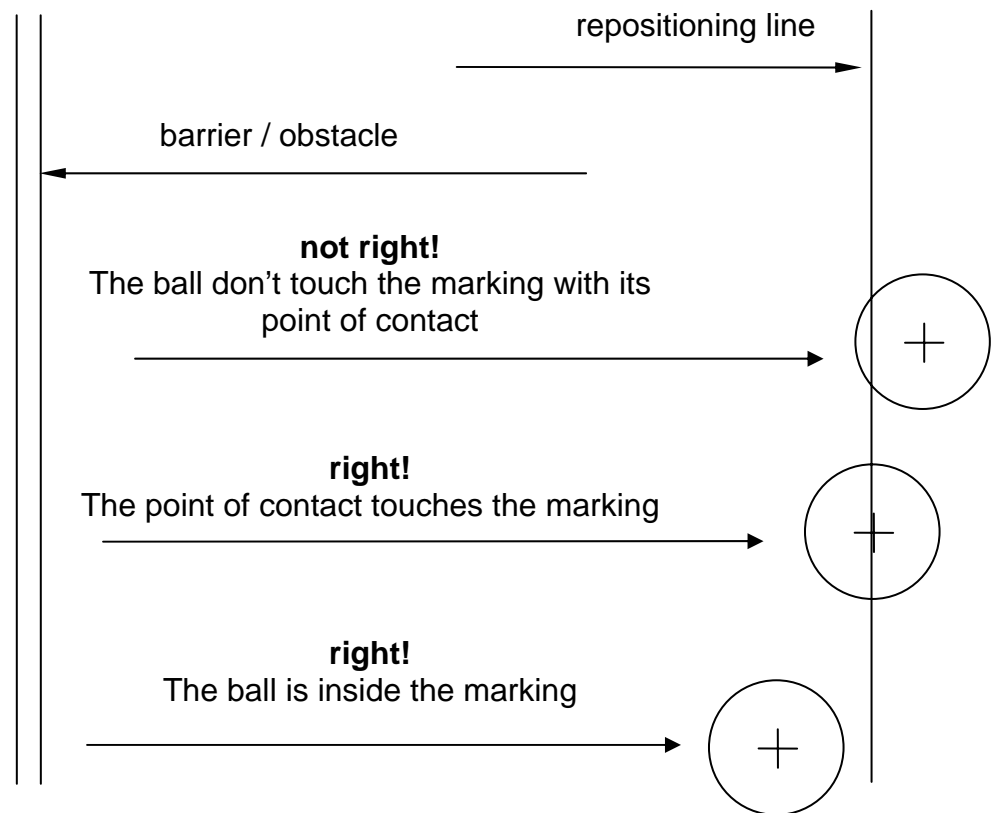 repositioning line
barrier / obstacle
not right!
The ball don't touch the marking with its
point of contact
right!
The point of contact touches the marking
right!
The ball is inside the marking